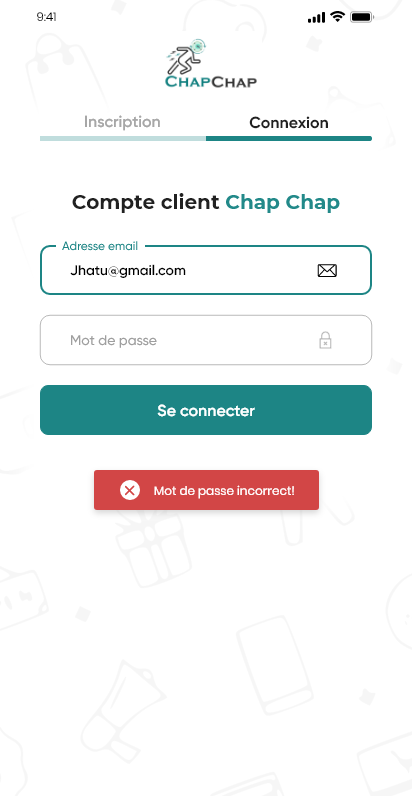 9:41
CHAPCHAP
Inscription
Connexion
Compte client Chap Chap
Adresse email
Jhatu@gmail.com
Mot de passe
Se connecter
Mot de passe incorrect!